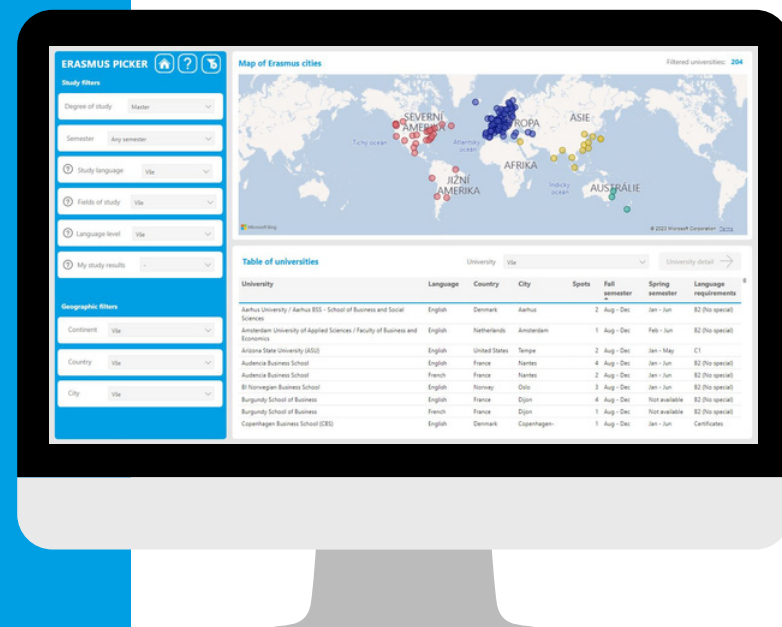 ERASMUS PICKER
Study filters
Degree of study Master
Semester Any semester
Study language Vše
Fields of study Vše
Language level Vše
My study results -
Geographic filters
Continent Vše
Country Vše
City Vše
Map of Erasmus cities Filtered universities: 204
SEVERNÍ
AMERIKA
ROPA
ASIE
Tichý oceán
Atlantský
oceán
AFRIKA
JIŽNÍ
AMERIKA
Indický
oceán
AUSTRÁLIE
Microsoft Bing
© 2023 Microsoft Corporation Terms
Table of universities University Vše University detail
University Language Country City Spots Fall semester Spring semester Language requirements
Aarhus University / Aarhus BSS - School of Business and Social English Denmark Aarhus 2 Aug - Dec Jan - Jun B2 (No special)
Sciences
Amsterdam University of Applied Sciences / Faculty of Business and English Netherlands Amsterdam 1 Aug - Dec Feb - Jun B2 (No special)
Economics
Arizona State University (ASU) English United States Tempe 2 Aug - Dec Jan - May C1
Audencia Business School English France Nantes 4 Aug - Dec Jan - Jun B2 (No special)
Audencia Business School French France Nantes 2 Aug - Dec Jan - Jun B2 (No special)
BI Norwegian Business School English Norway Oslo 3 Aug - Dec Jan - Jun B2 (No special)
Burgundy School of Business English France Dijon 4 Aug - Dec Not available B2 (No special)
Burgundy School of Business French France Dijon 1 Aug - Dec Not available B2 (No special)
Copenhagen Business School (CBS) English Denmark Copenhagen- 1 Aug - Dec Jan - Jun Certificates